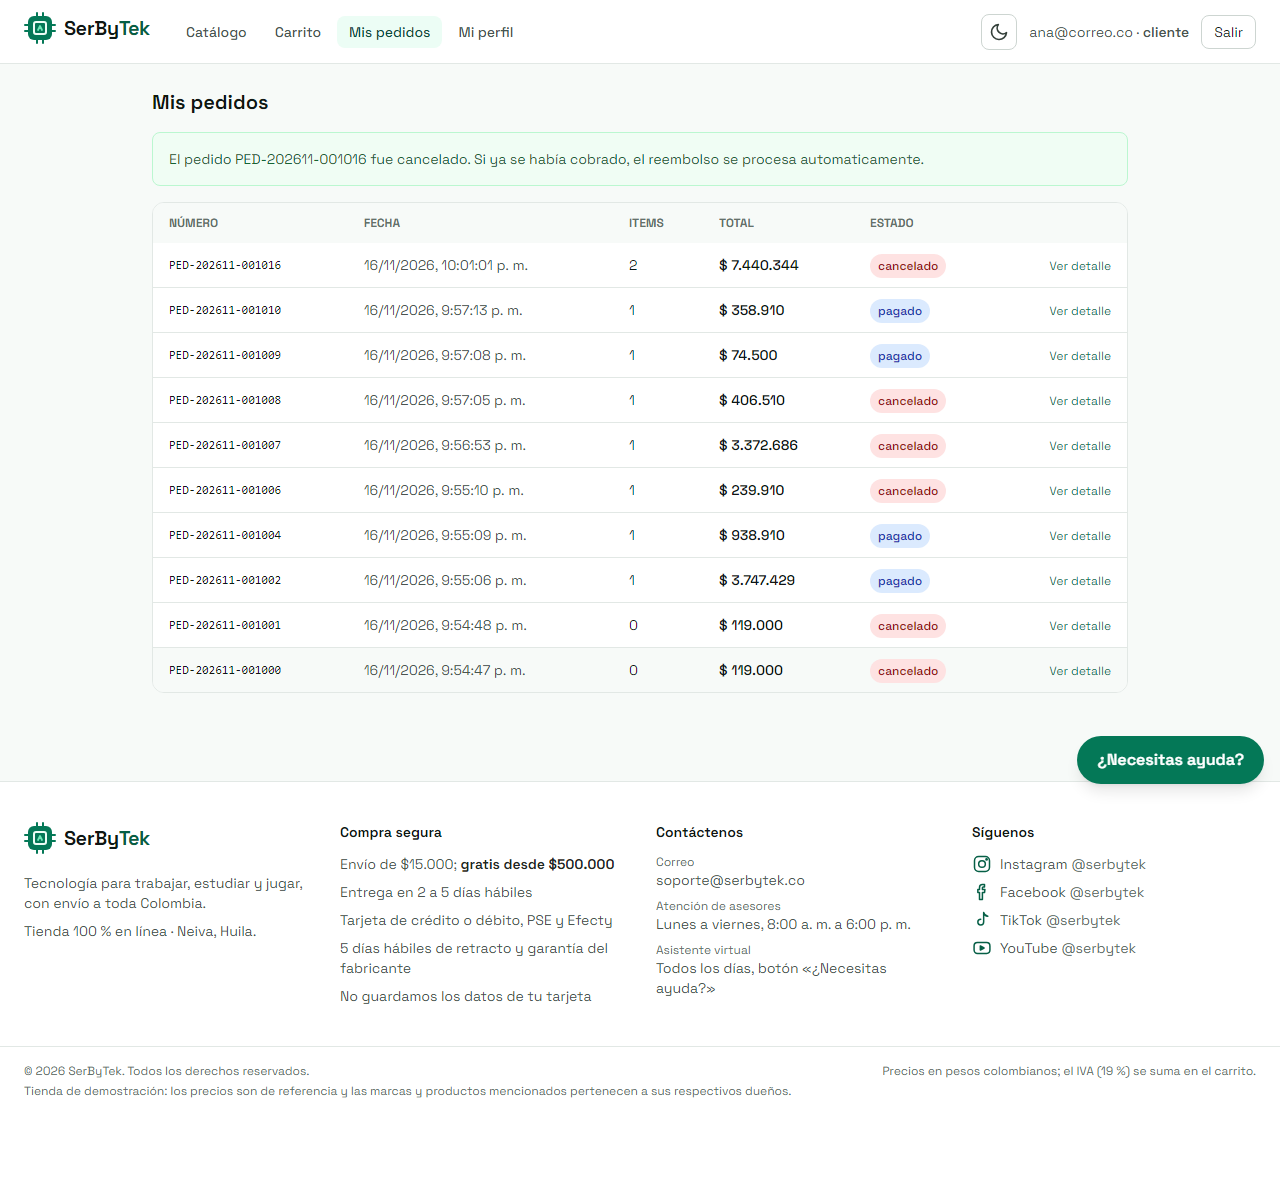 SerByTek
Catálogo
Carrito
Mis pedidos
Mi perfil
ana@correo.co · cliente
Salir
Mis pedidos
El pedido PED-202611-001016 fue cancelado. Si ya se había cobrado, el reembolso se procesa automaticamente.
NÚMERO FECHA ITEMS TOTAL ESTADO
PED-202611-001016 16/11/2026, 10:01:01 p. m. 2 $ 7.440.344 cancelado Ver detalle
PED-202611-001010 16/11/2026, 9:57:13 p. m. 1 $ 358.910 pagado Ver detalle
PED-202611-001009 16/11/2026, 9:57:08 p. m. 1 $ 74.500 pagado Ver detalle
PED-202611-001008 16/11/2026, 9:57:05 p. m. 1 $ 406.510 cancelado Ver detalle
PED-202611-001007 16/11/2026, 9:56:53 p. m. 1 $ 3.372.686 cancelado Ver detalle
PED-202611-001006 16/11/2026, 9:55:10 p. m. 1 $ 239.910 cancelado Ver detalle
PED-202611-001004 16/11/2026, 9:55:09 p. m. 1 $ 938.910 pagado Ver detalle
PED-202611-001002 16/11/2026, 9:55:06 p. m. 1 $ 3.747.429 pagado Ver detalle
PED-202611-001001 16/11/2026, 9:54:48 p. m. 0 $ 119.000 cancelado Ver detalle
PED-202611-001000 16/11/2026, 9:54:47 p. m. 0 $ 119.000 cancelado Ver detalle
¿Necesitas ayuda?
SerByTek
Tecnología para trabajar, estudiar y jugar,
con envío a toda Colombia.
Tienda 100 % en línea · Neiva, Huila.
Compra segura
Envío de $15.000; gratis desde $500.000
Entrega en 2 a 5 días hábiles
Tarjeta de crédito o débito, PSE y Efecty
5 días hábiles de retracto y garantía del
fabricante
No guardamos los datos de tu tarjeta
Contáctenos
Correo
soporte@serbytek.co
Atención de asesores
Lunes a viernes, 8:00 a. m. a 6:00 p. m.
Asistente virtual
Todos los días, botón «¿Necesitas
ayuda?»
Síguenos
Instagram @serbytek
Facebook @serbytek
TikTok @serbytek
YouTube @serbytek
© 2026 SerByTek. Todos los derechos reservados.
Tienda de demostración: los precios son de referencia y las marcas y productos mencionados pertenecen a sus respectivos dueños.
Precios en pesos colombianos; el IVA (19 %) se suma en el carrito.